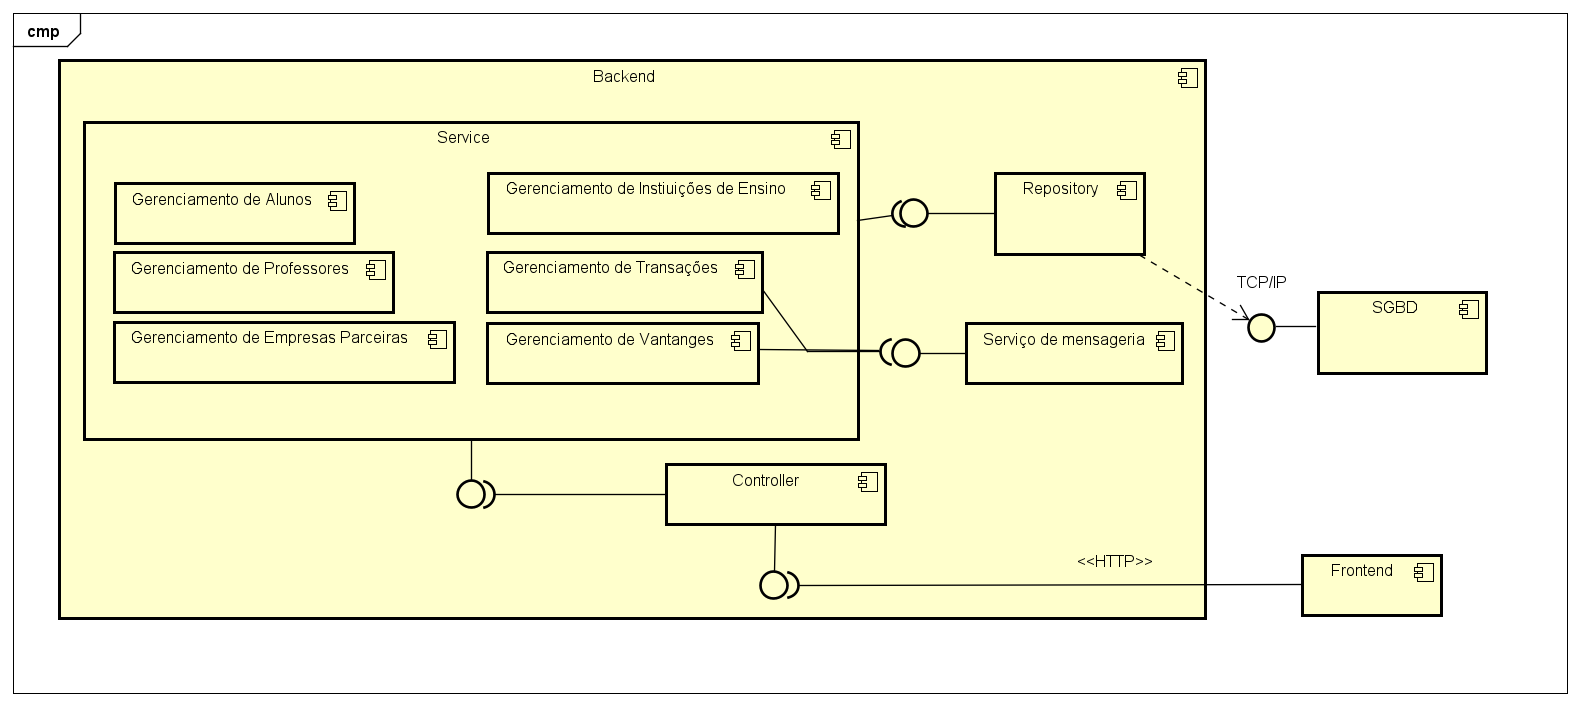 cmp
Backend
Service
Gerenciamento de Alunos
Gerenciamento de Instiuições de Ensino
Repository
Gerenciamento de Professores
Gerenciamento de Transações
TCP/IP
SGBD
Gerenciamento de Empresas Parceiras
Gerenciamento de Vantanges
Serviço de mensageria
Controller
<<HTTP>>
Frontend